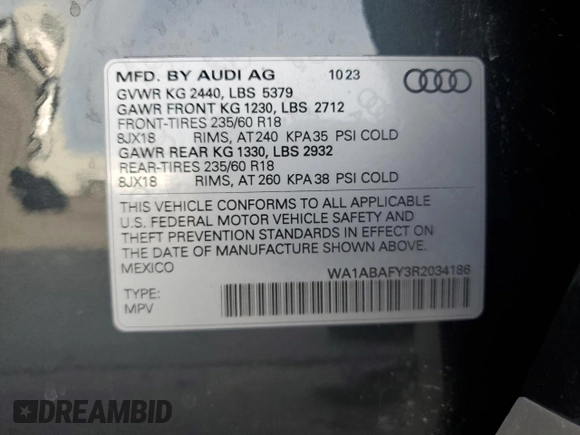 MFD. BY AUDI AG 10 23
GVWR KG 2440, LBS 5379
GAWR FRONT KG 1230, LBS 2712
FRONT-TIRES 235/60 R18
8JX18 RIMS, AT 240 KPA 35 PSI COLD
GAWR REAR KG 1330, LBS 2932
REAR-TIRES 235/60 R18
8JX18 RIMS, AT 260 KPA 38 PSI COLD
THIS VEHICLE CONFORMS TO ALL APPLICABLE
U.S. FEDERAL MOTOR VEHICLE SAFETY AND
THEFT PREVENTION STANDARDS IN EFFECT ON
THE DATE OF MANUFACTURE SHOWN ABOVE.
MEXICO WA1ABAFY3R2034186
TYPE:
MPV
DREAMBID